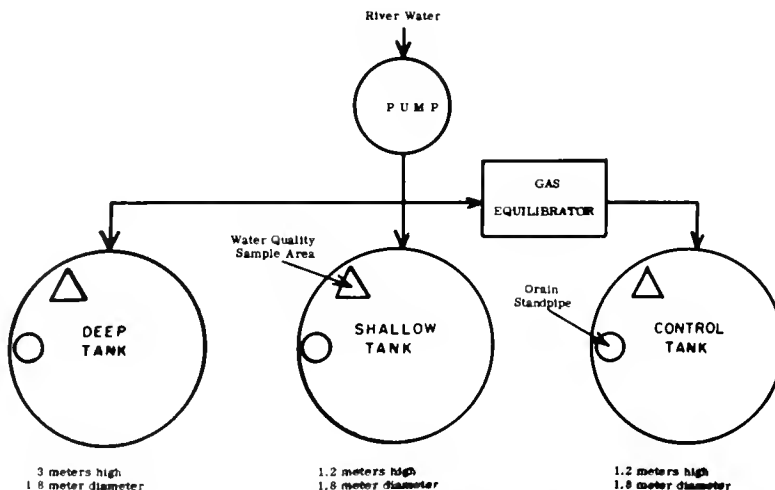 River Water
PUMP
GAS
EQUILIBRATOR
Water Quality
Sample Area
Drain
Standpipe
DEEP
TANK
SHALLOW
TANK
CONTROL
TANK
3 meters high
1.8 meter diameter
1.2 meters high
1.8 meter diameter
1.2 meters high
1.8 meter diameter